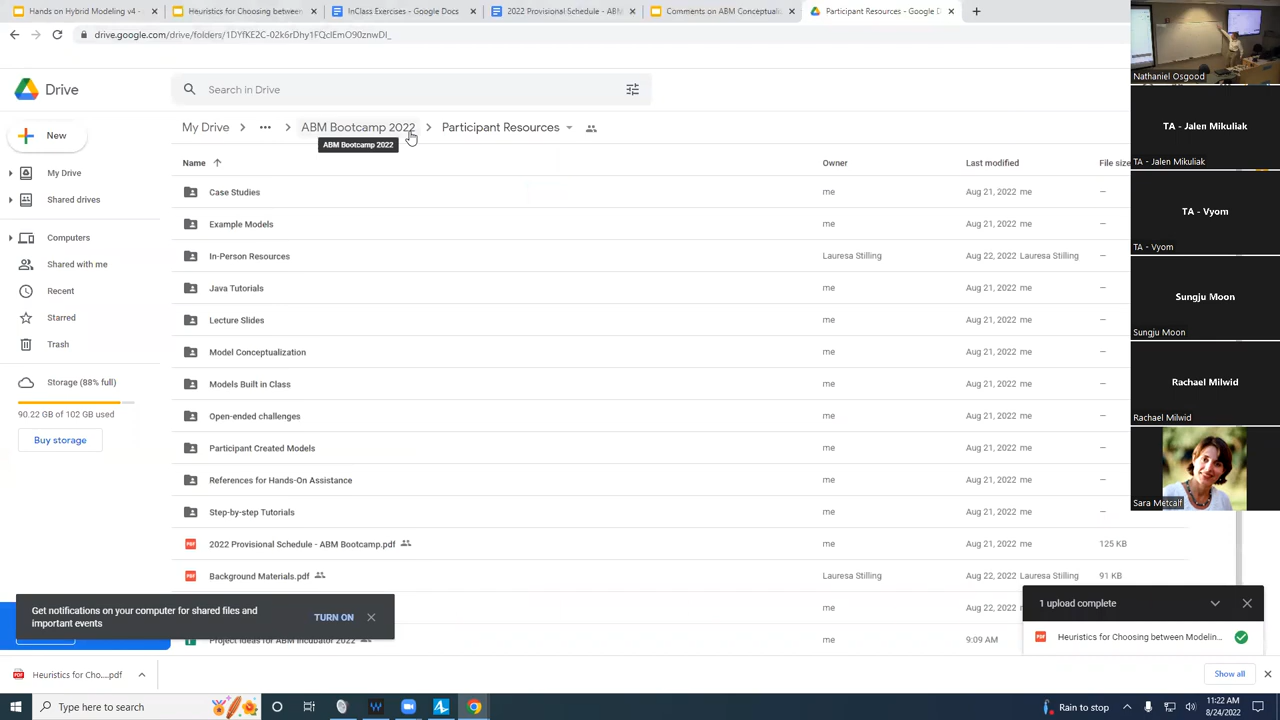 Hands on Hybrid Modeling v4 -
Heuristics for Choosing between
InClass Exercises - Google Docs
2022 Provisional Schedule - ABM
Comments on ABM Incubator
Participant Resources - Google D
drive.google.com/drive/folders/1DYfKE2C-02k6rDhy1FQclEmO90znwDl_
Drive
Search in Drive
New
My Drive
ABM Bootcamp 2022
Participant Resources
ABM Bootcamp 2022
Name
Owner
Last modified
File size
My Drive
Shared drives
Computers
Shared with me
Recent
Starred
Trash
Storage (88% full)
90.22 GB of 102 GB used
Buy storage
Case Studies me Aug 21, 2022 me –
Example Models me Aug 21, 2022 me –
In-Person Resources Lauresa Stilling Aug 22, 2022 Lauresa Stilling –
Java Tutorials me Aug 21, 2022 me –
Lecture Slides me Aug 21, 2022 me –
Model Conceptualization me Aug 21, 2022 me –
Models Built in Class me Aug 21, 2022 me –
Open-ended challenges me Aug 21, 2022 me –
Participant Created Models me Aug 21, 2022 me –
References for Hands-On Assistance me Aug 21, 2022 me –
Step-by-step Tutorials me Aug 21, 2022 me –
2022 Provisional Schedule - ABM Bootcamp.pdf me Aug 21, 2022 me 125 KB
Background Materials.pdf Lauresa Stilling Aug 22, 2022 Lauresa Stilling 91 KB
me Aug 22, 2022
Project Ideas for ABM Incubator 2022 me 9:09 AM
Get notifications on your computer for shared files and
important events
TURN ON
1 upload complete
Heuristics for Choosing between Modelin...
Heuristics for Cho....pdf
Show all
Type here to search
Rain to stop
11:22 AM
8/24/2022
Nathaniel Osgood
TA - Jalen Mikuliak
TA - Jalen Mikuliak
TA - Vyom
TA - Vyom
Sungju Moon
Sungju Moon
Rachael Milwid
Rachael Milwid
Sara Metcalf